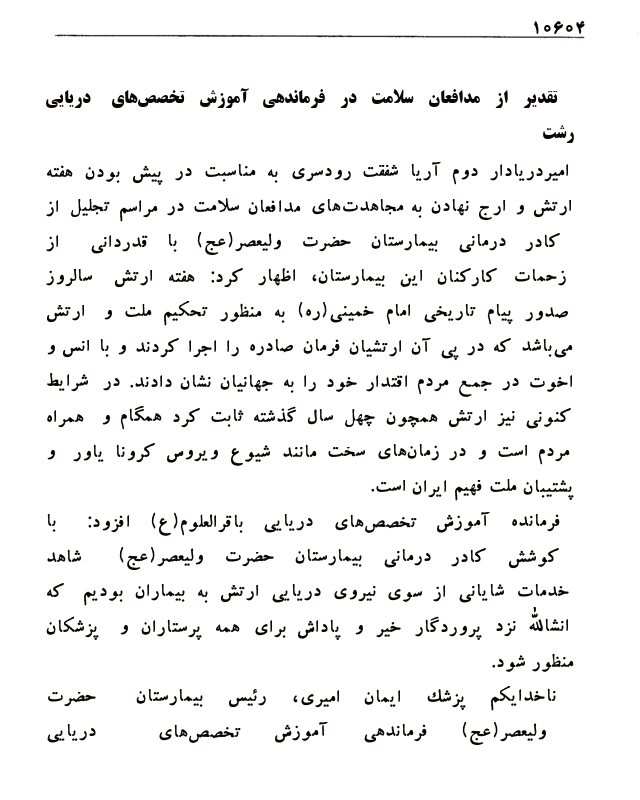 ۱۰۶۰۴
تقدیر از مدافعان سلامت در فرماندهی آموزش تخصص‌های دریایی
رشت
امیردریادار دوم آریا شفقت رودسری به مناسبت در پیش بودن هفته
ارتش و ارج نهادن به مجاهدت‌های مدافعان سلامت در مراسم تجلیل از
کادر درمانی بیمارستان حضرت ولیعصر(عج) با قدردانی از
زحمات کارکنان این بیمارستان، اظهار کرد: هفته ارتش سالروز
صدور پیام تاریخی امام خمینی(ره) به منظور تحکیم ملت و ارتش
می‌باشد که در پی آن ارتشیان فرمان صادره را اجرا کردند و با انس و
اخوت در جمع مردم اقتدار خود را به جهانیان نشان دادند. در شرایط
کنونی نیز ارتش همچون چهل سال گذشته ثابت کرد همگام و همراه
مردم است و در زمان‌های سخت مانند شیوع ویروس کرونا یاور و
پشتیبان ملت فهیم ایران است.
فرمانده آموزش تخصص‌های دریایی باقرالعلوم(ع) افزود: با
کوشش کادر درمانی بیمارستان حضرت ولیعصر(عج) شاهد
خدمات شایانی از سوی نیروی دریایی ارتش به بیماران بودیم که
انشالله نزد پروردگار خیر و پاداش برای همه پرستاران و پزشکان
منظور شود.
ناخدایکم پزشك ایمان امیری، رئیس بیمارستان حضرت
ولیعصر(عج) فرماندهی آموزش تخصص‌های دریایی